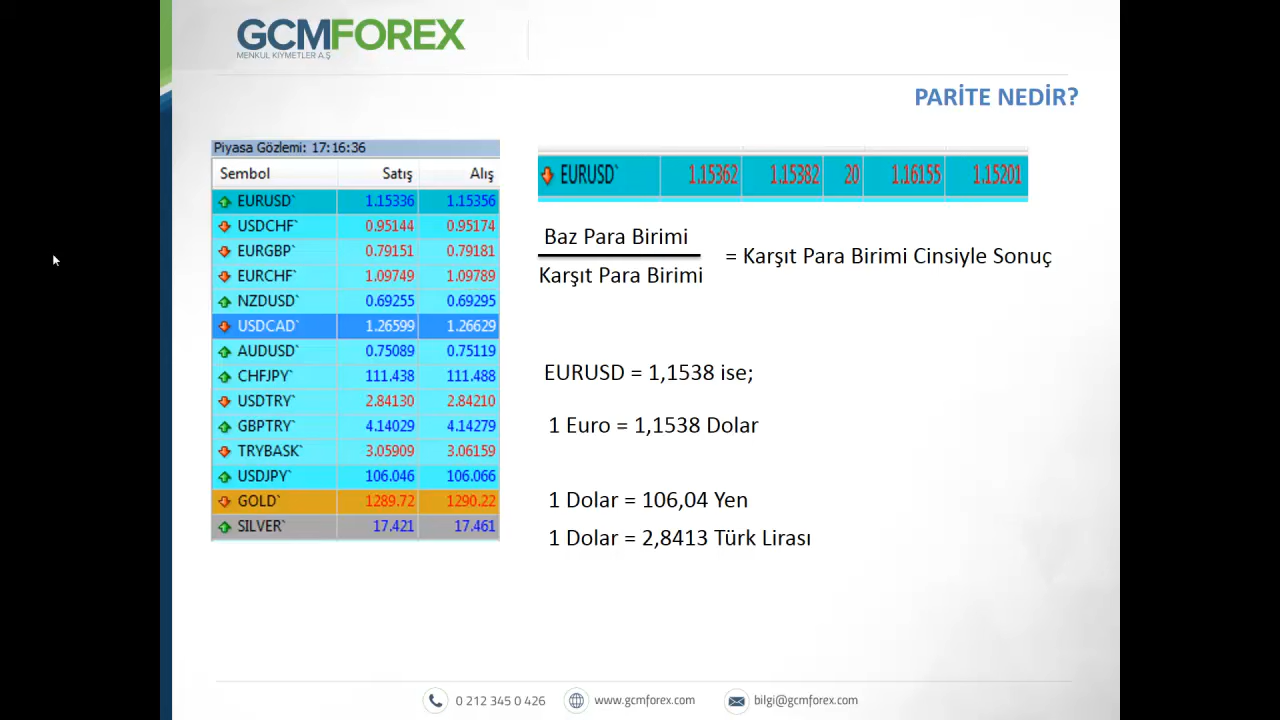 GCMFOREX
MENKUL KIYMETLER A.Ş
PARİTE NEDİR?
Piyasa Gözlemi: 17:16:36
Sembol Satış Alış
EURUSD` 1.15336 1.15356
USDCHF` 0.95144 0.95174
EURGBP` 0.79151 0.79181
EURCHF` 1.09749 1.09789
NZDUSD` 0.69255 0.69295
USDCAD` 1.26599 1.26629
AUDUSD` 0.75089 0.75119
CHFJPY` 111.438 111.488
USDTRY` 2.84130 2.84210
GBPTRY` 4.14029 4.14279
TRYBASK` 3.05909 3.06159
USDJPY` 106.046 106.066
GOLD` 1289.72 1290.22
SILVER` 17.421 17.461
EURUSD` 1.15362 1.15382 20 1.16155 1.15201
Baz Para Birimi
Karşıt Para Birimi
= Karşıt Para Birimi Cinsiyle Sonuç
EURUSD = 1,1538 ise;
1 Euro = 1,1538 Dolar
1 Dolar = 106,04 Yen
1 Dolar = 2,8413 Türk Lirası
0 212 345 0 426 www.gcmforex.com bilgi@gcmforex.com